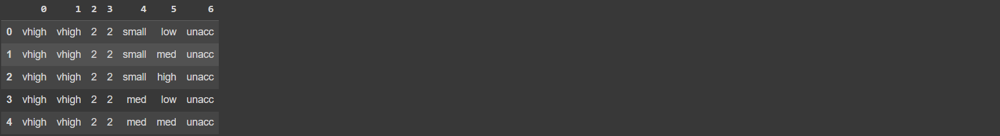 0 1 2 3 4 5 6
0 vhigh vhigh 2 2 small low unacc
1 vhigh vhigh 2 2 small med unacc
2 vhigh vhigh 2 2 small high unacc
3 vhigh vhigh 2 2 med low unacc
4 vhigh vhigh 2 2 med med unacc